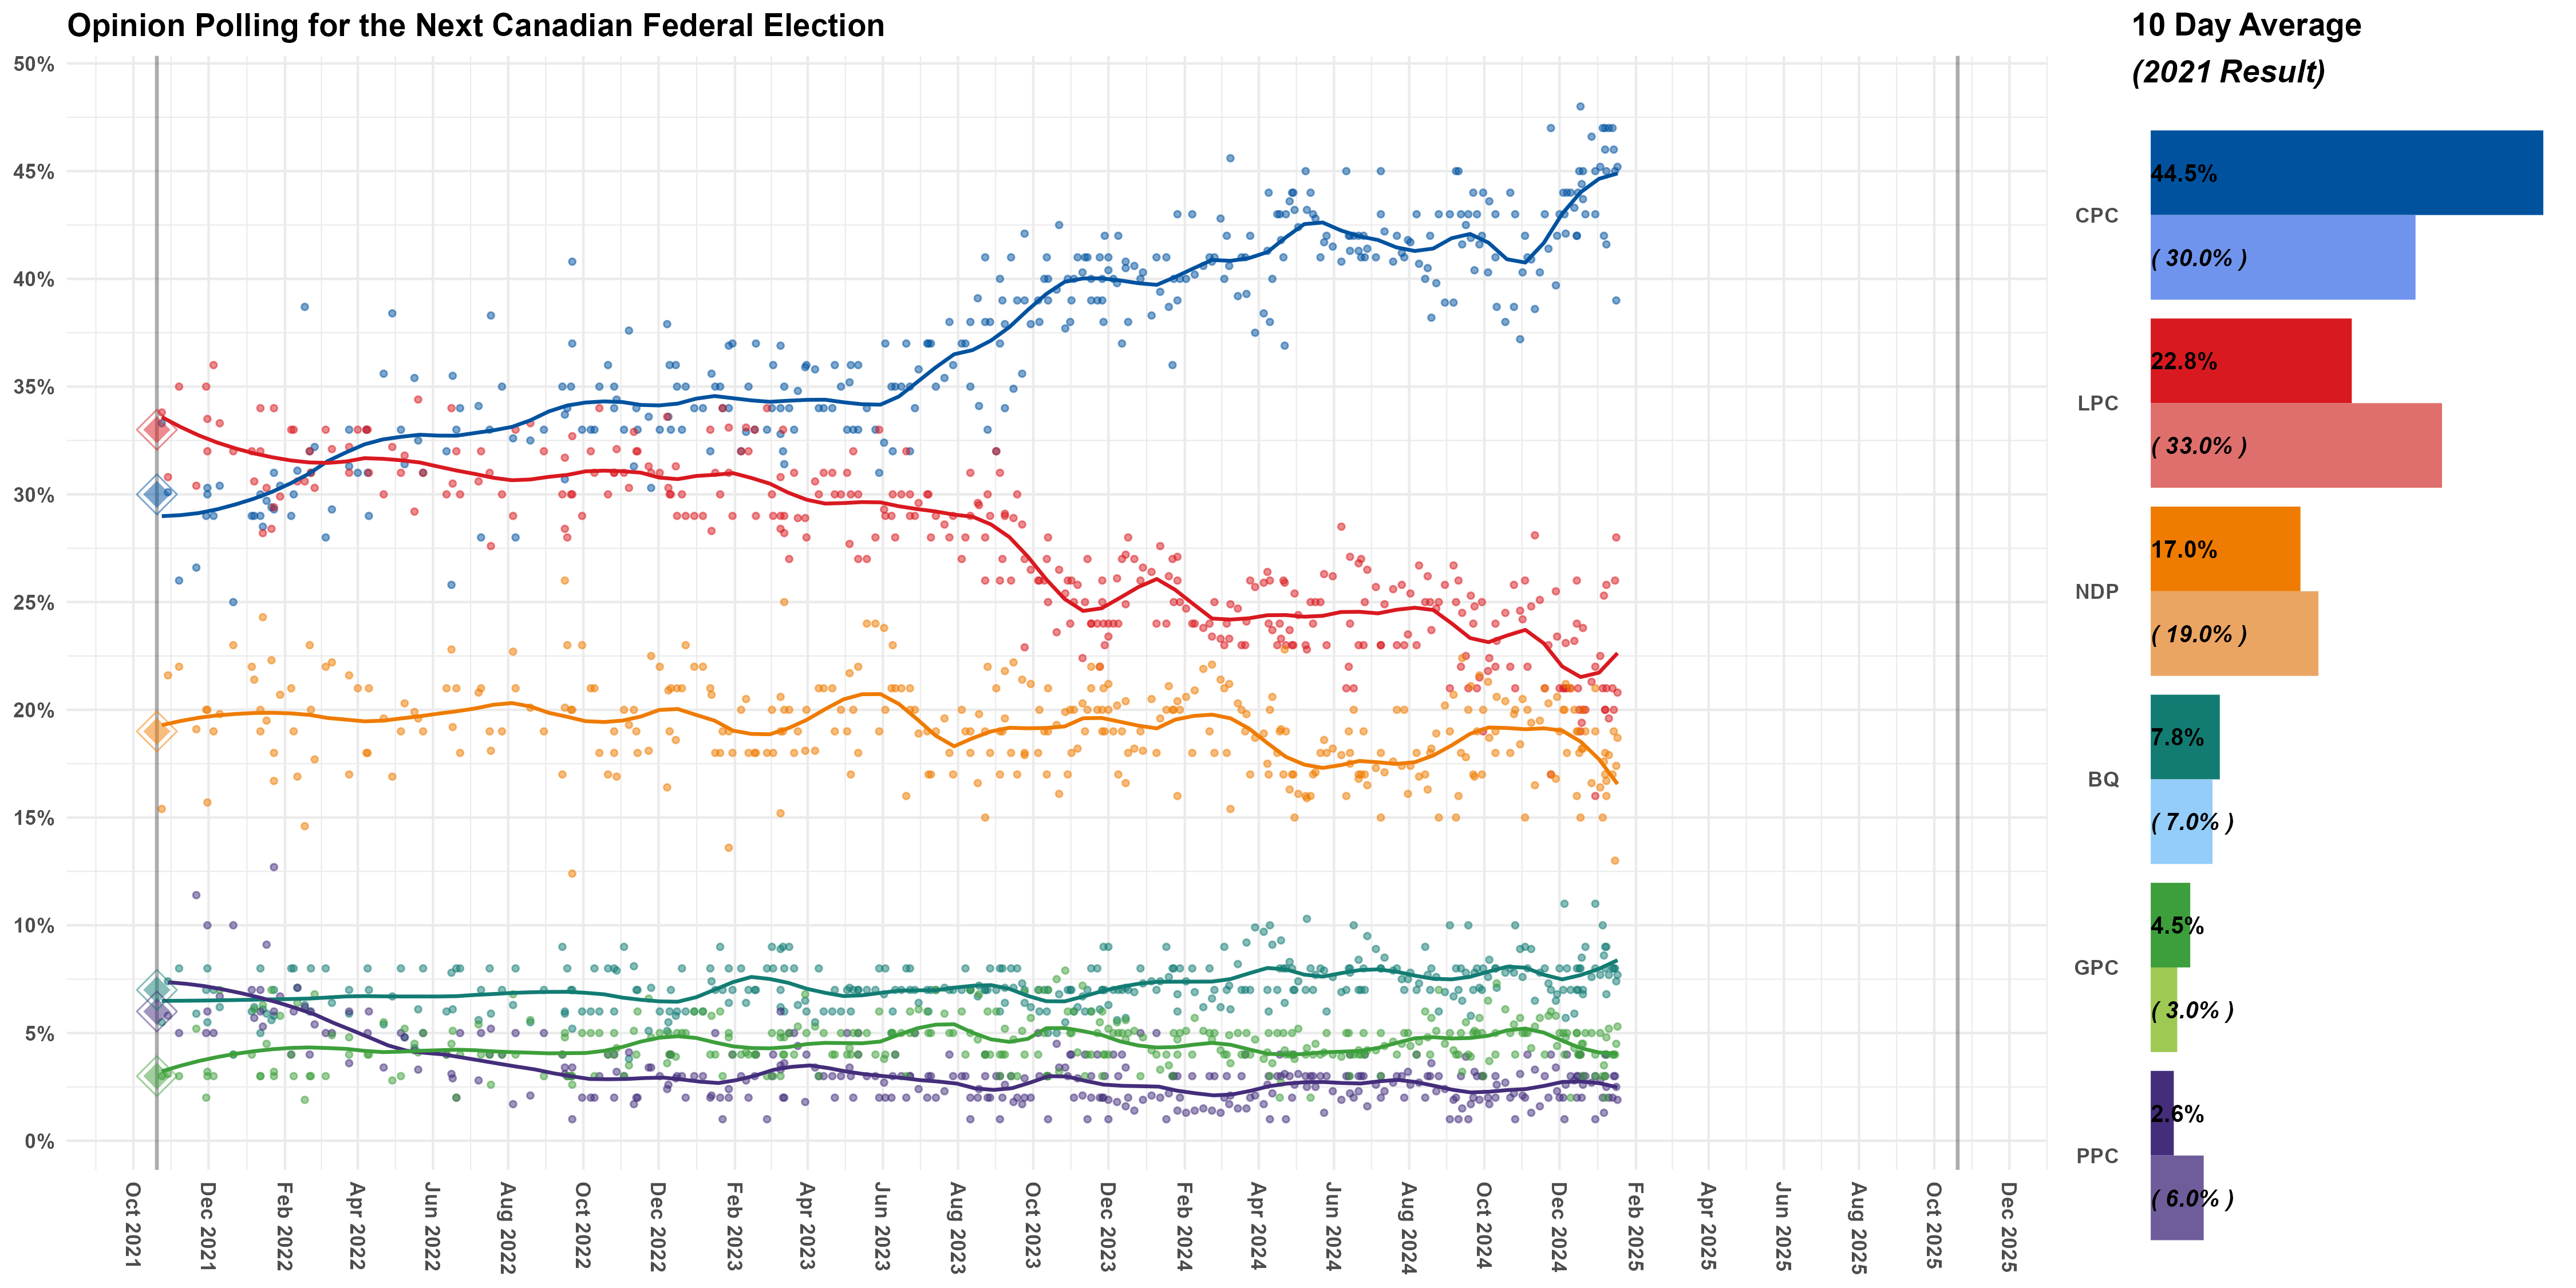 Opinion Polling for the Next Canadian Federal Election
50%
45%
40%
35%
30%
25%
20%
15%
10%
5%
0%
Oct 2021
Dec 2021
Feb 2022
Apr 2022
Jun 2022
Aug 2022
Oct 2022
Dec 2022
Feb 2023
Apr 2023
Jun 2023
Aug 2023
Oct 2023
Dec 2023
Feb 2024
Apr 2024
Jun 2024
Aug 2024
Oct 2024
Dec 2024
Feb 2025
Apr 2025
Jun 2025
Aug 2025
Oct 2025
Dec 2025
10 Day Average
(2021 Result)
CPC
44.5%
( 30.0% )
LPC
22.8%
( 33.0% )
NDP
17.0%
( 19.0% )
BQ
7.8%
( 7.0% )
GPC
4.5%
( 3.0% )
PPC
2.6%
( 6.0% )